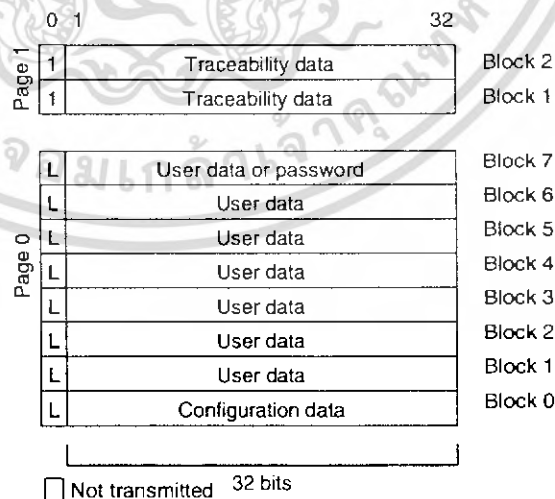 0 1 32
Page 1
1 Traceability data Block 2
1 Traceability data Block 1
Page 0
L User data or password Block 7
L User data Block 6
L User data Block 5
L User data Block 4
L User data Block 3
L User data Block 2
L User data Block 1
L Configuration data Block 0
Not transmitted 32 bits